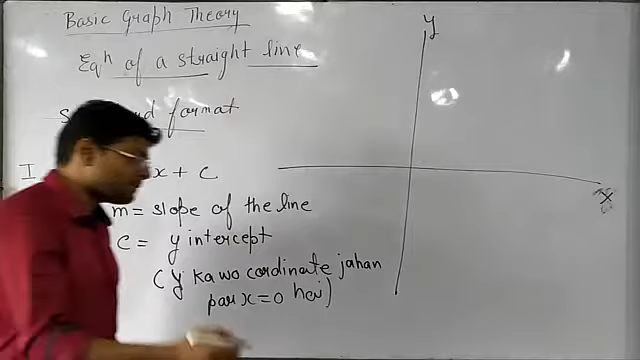 Basic Graph Theory
Eqn of a straight line
format
I x + c
m = slope of the line
c = y intercept
(y ka wo cordinate jahan
par x = 0 hai)
y
x